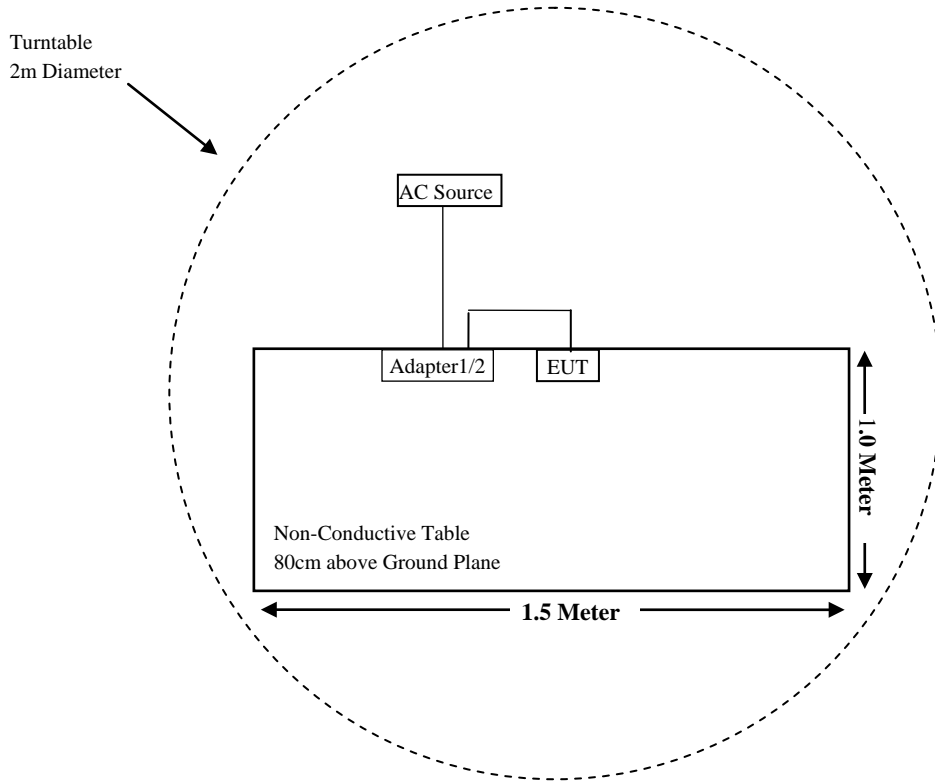 Turntable
2m Diameter
AC Source
Adapter1/2
EUT
1.0 Meter
Non-Conductive Table
80cm above Ground Plane
1.5 Meter